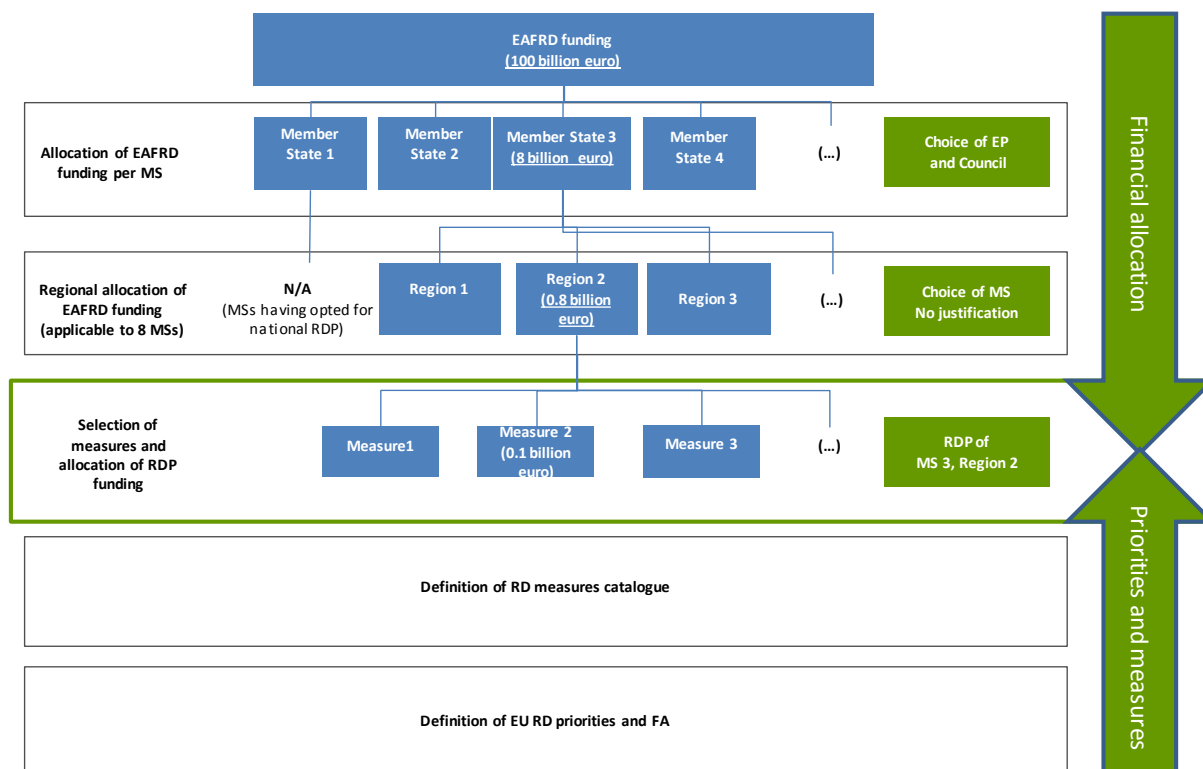 EAFRD funding
(100 billion euro)
Allocation of EAFRD
funding per MS
Member
State 1
Member
State 2
Member State 3
(8 billion euro)
Member
State 4
(...)
Choice of EP
and Council
Regional allocation of
EAFRD funding
(applicable to 8 MSs)
N/A
(MSs having opted for
national RDP)
Region 1
Region 2
(0.8 billion
euro)
Region 3
(...)
Choice of MS
No justification
Selection of
measures and
allocation of RDP
funding
Measure1
Measure 2
(0.1 billion
euro)
Measure 3
(...)
RDP of
MS 3, Region 2
Definition of RD measures catalogue
Definition of EU RD priorities and FA
Financial allocation
Priorities and measures